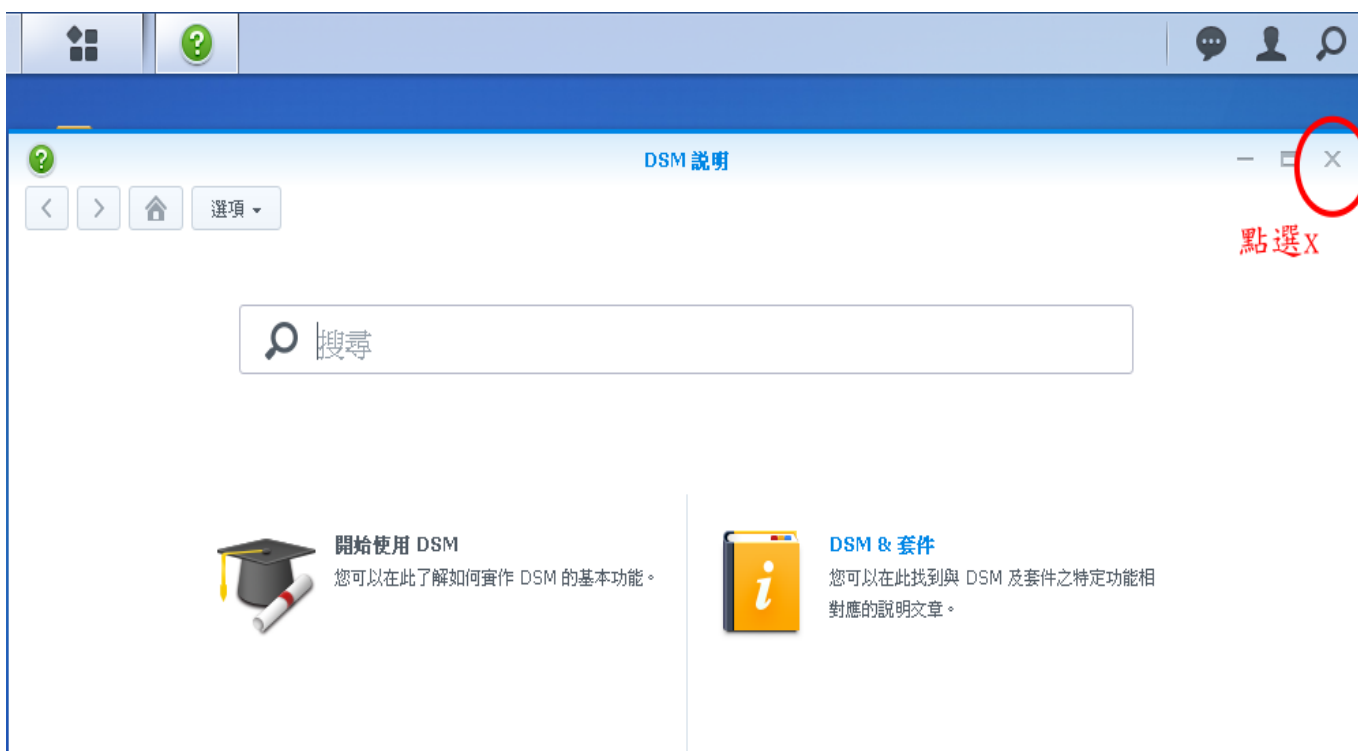 DSM 說明
選項
點選x
搜尋
開始使用 DSM
您可以在此了解如何實作 DSM 的基本功能。
DSM & 套件
您可以在此找到與 DSM 及套件之特定功能相
對應的說明文章。